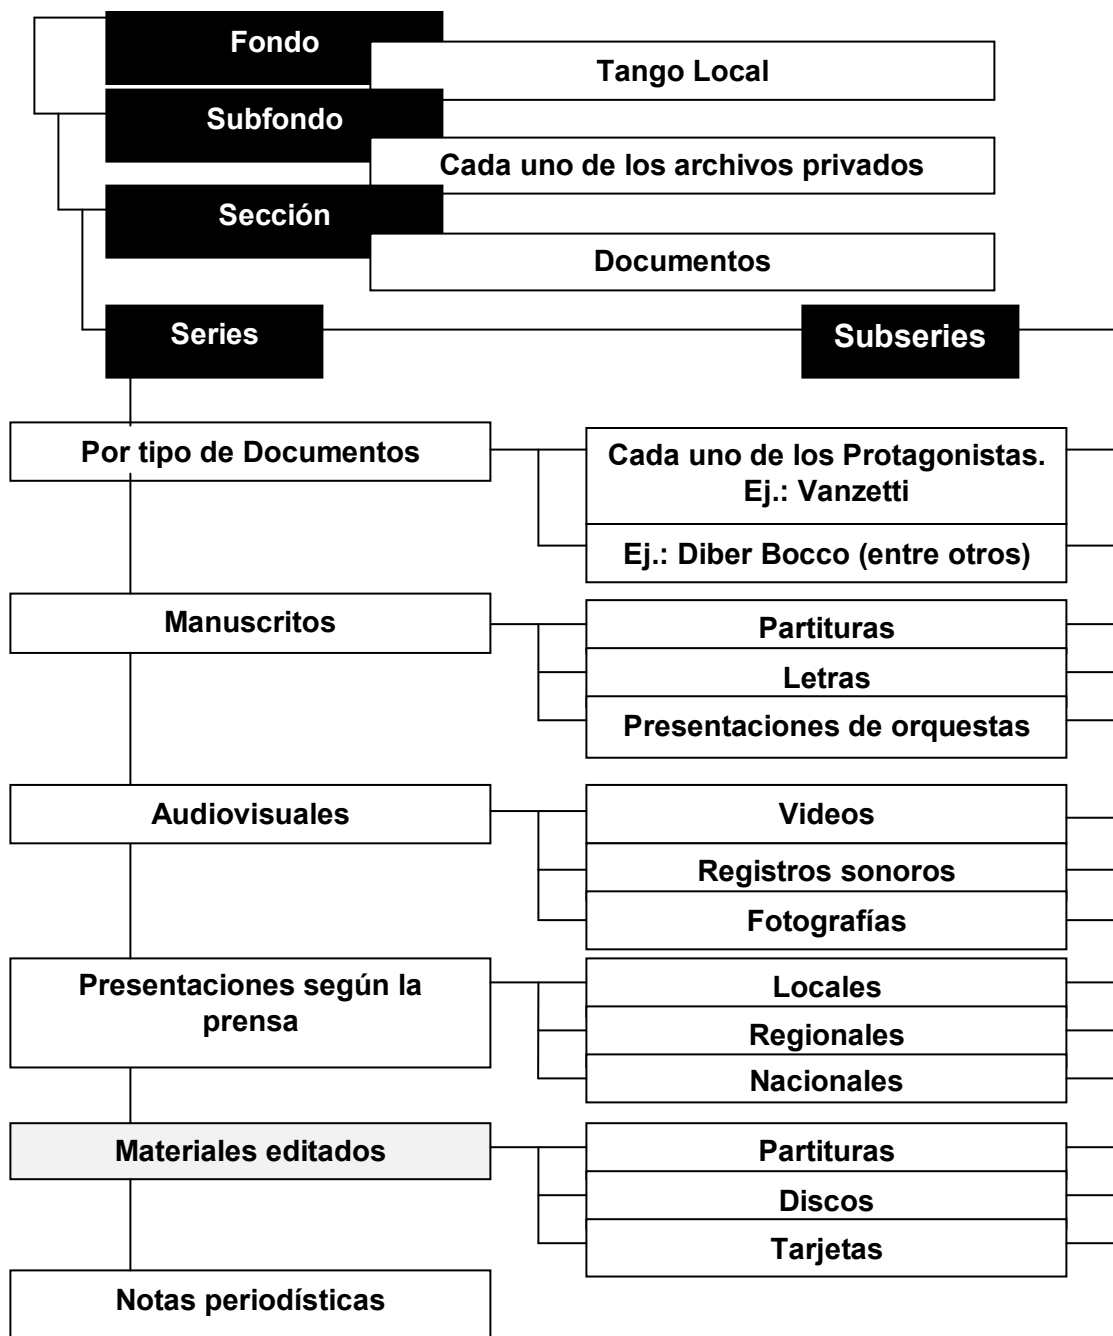 Fondo
Tango Local
Subfondo
Cada uno de los archivos privados
Sección
Documentos
Series
Subseries
Por tipo de Documentos
Cada uno de los Protagonistas.
Ej.: Vanzetti
Ej.: Diber Bocco (entre otros)
Manuscritos
Partituras
Letras
Presentaciones de orquestas
Audiovisuales
Videos
Registros sonoros
Fotografías
Presentaciones según la
prensa
Locales
Regionales
Nacionales
Materiales editados
Partituras
Discos
Tarjetas
Notas periodísticas